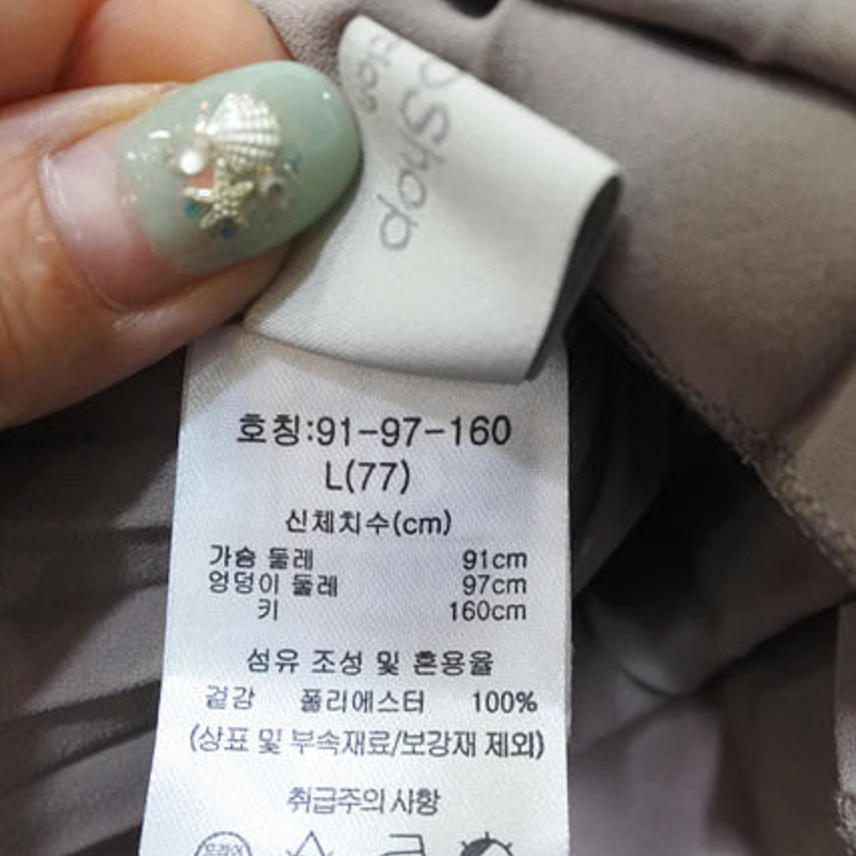 Shop
호칭:91-97-160
L(77)
신체치수(cm)
가슴 둘레 91cm
엉덩이 둘레 97cm
키 160cm
섬유 조성 및 혼용율
겉감 폴리에스터 100%
(상표 및 부속재료/보강재 제외)
취급주의 사항